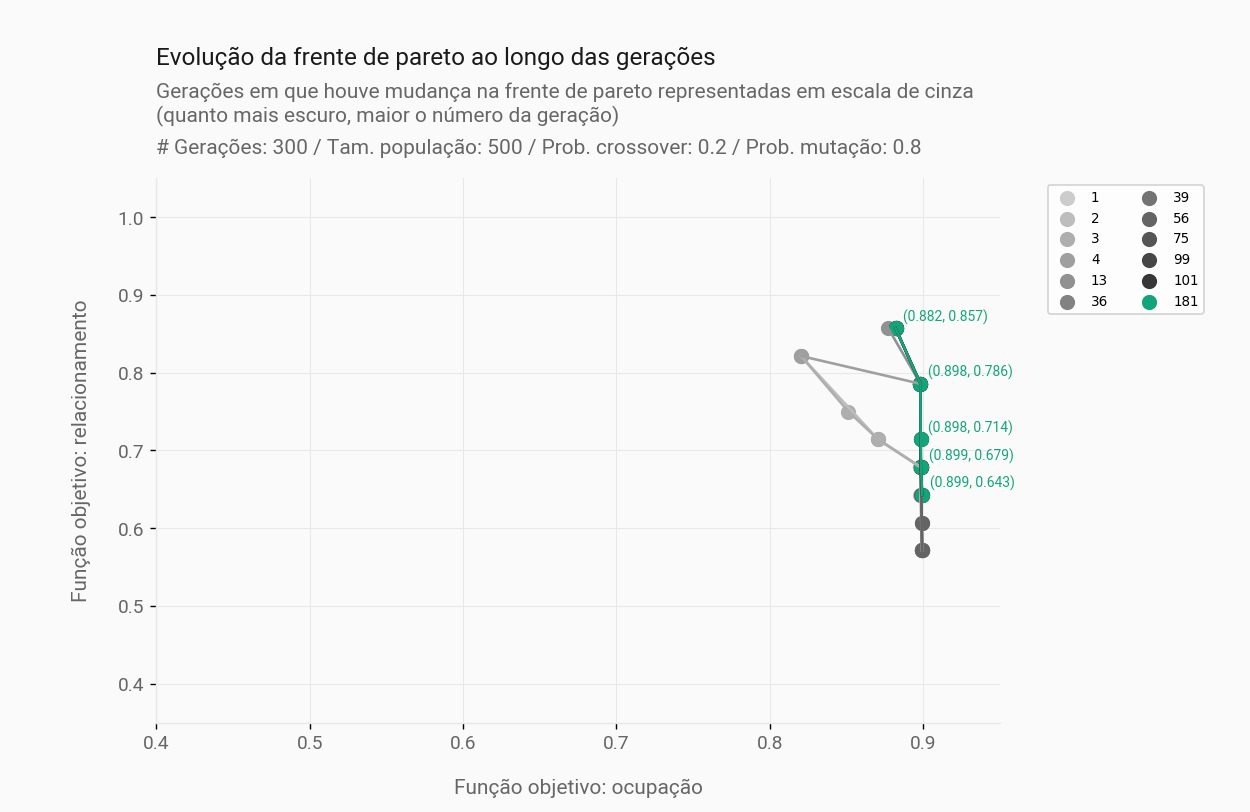 Evolução da frente de pareto ao longo das gerações
Gerações em que houve mudança na frente de pareto representadas em escala de cinza
(quanto mais escuro, maior o número da geração)
# Gerações: 300 / Tam. população: 500 / Prob. crossover: 0.2 / Prob. mutação: 0.8
1.0
0.9
0.8
0.7
0.6
0.5
0.4
Função objetivo: relacionamento
(0.882, 0.857)
(0.898, 0.786)
(0.898, 0.714)
(0.899, 0.679)
(0.899, 0.643)
1 39
2 56
3 75
4 99
13 101
36 181
0.4 0.5 0.6 0.7 0.8 0.9
Função objetivo: ocupação